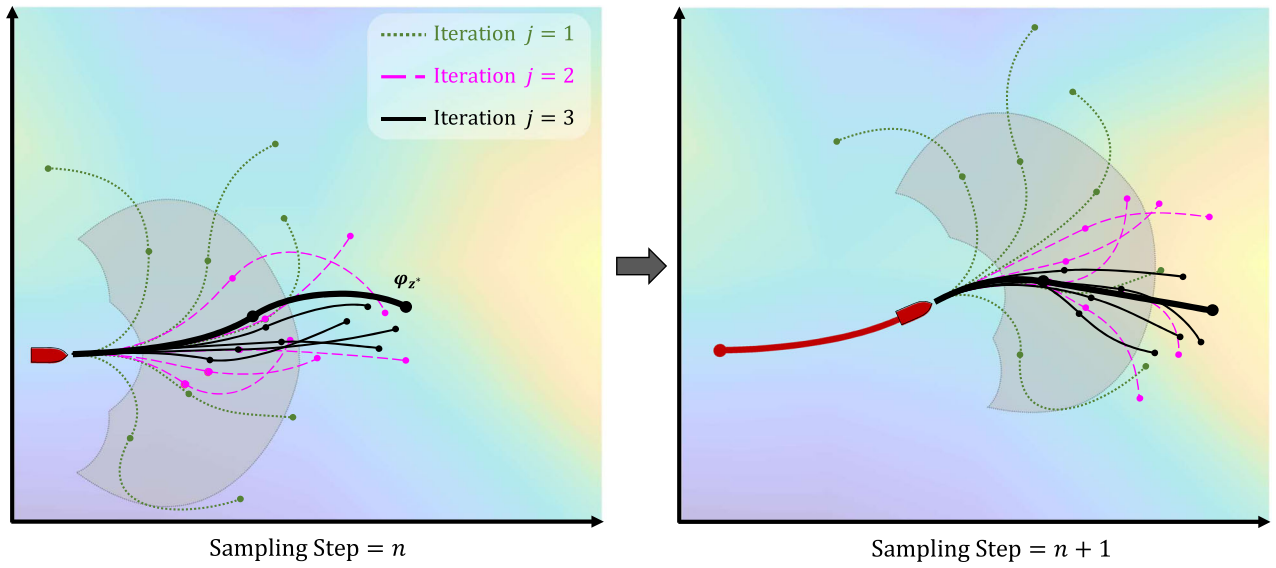 Iteration j = 1
Iteration j = 2
Iteration j = 3
φz*
Sampling Step = n
Sampling Step = n + 1